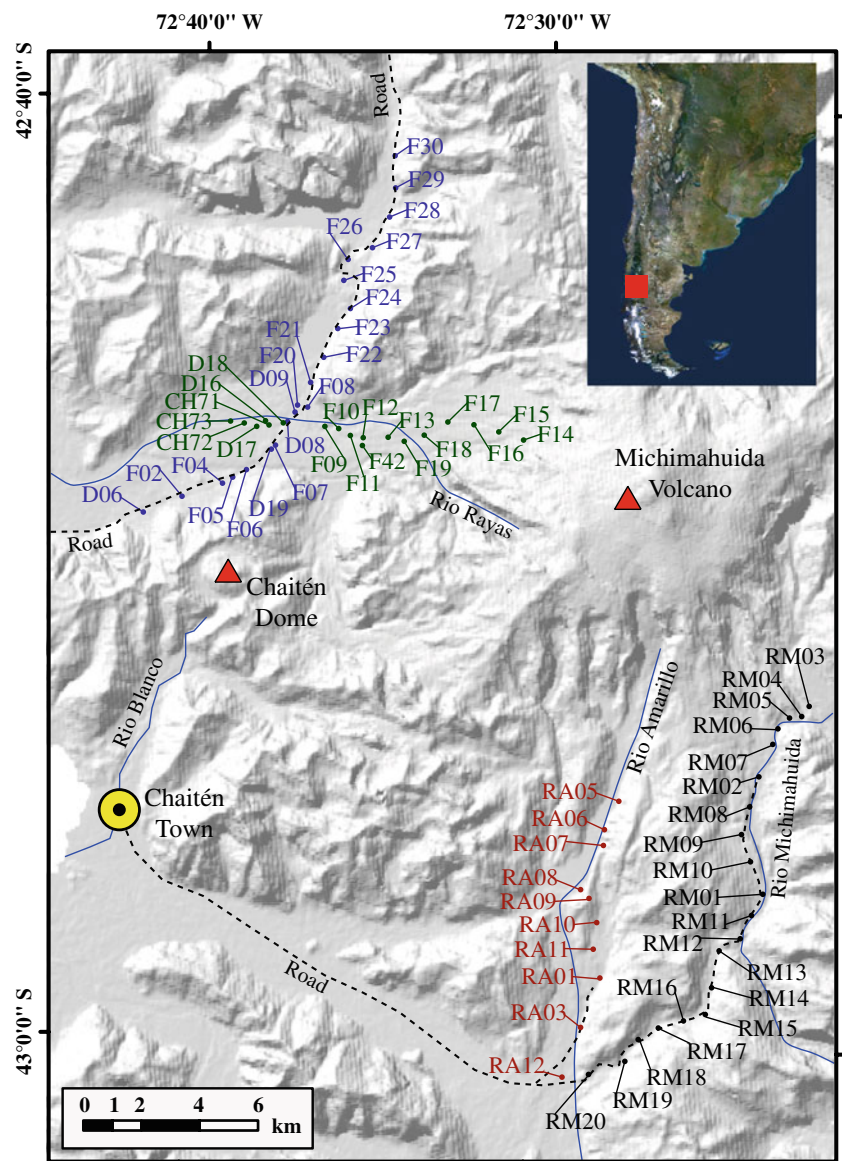 72°40'0'' W
72°30'0'' W
42°40'0'' S
Road
F30
F29
F28
F26
F27
F25
F24
F21
F23
F20
F22
D18
D09
F08
D16
CH71
F10
F12
F17
CH73
F13
F15
CH72
D08
F14
D17
F09
F18
F16
F04
F42
F19
F02
F11
D06
F07
Rio Rayas
F05
D19
F06
Road
Michimahuida
Volcano
Chaitén
Dome
Rio Blanco
RM03
RM04
RM05
RM06
Rio Amarillo
RM07
RM02
Chaitén
Town
RA05
RM08
RA06
RM09
RA07
Rio Michimahuida
RM10
RA08
RM01
RA09
RM11
RA10
RM12
RA11
RM13
Road
RA01
RM14
RM16
RA03
RM15
43°0'0'' S
RM17
RA12
RM18
RM19
RM20
0 1 2 4 6
km